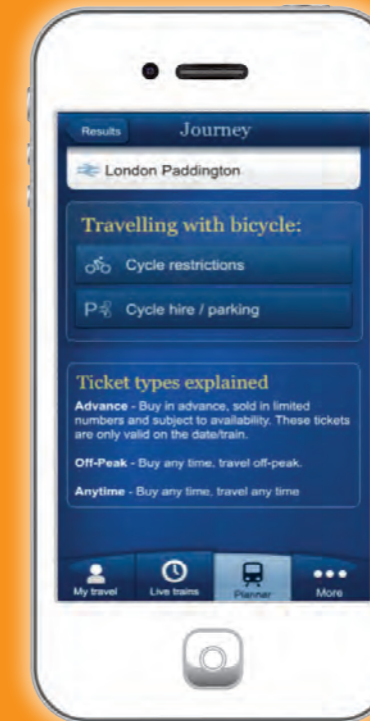 Results
Journey
London Paddington
Travelling with bicycle:
Cycle restrictions
P Cycle hire / parking
Ticket types explained
Advance - Buy in advance, sold in limited
numbers and subject to availability. These tickets
are only valid on the date/train.
Off-Peak - Buy any time, travel off-peak.
Anytime - Buy any time, travel any time
My travel
Live trains
Planner
More